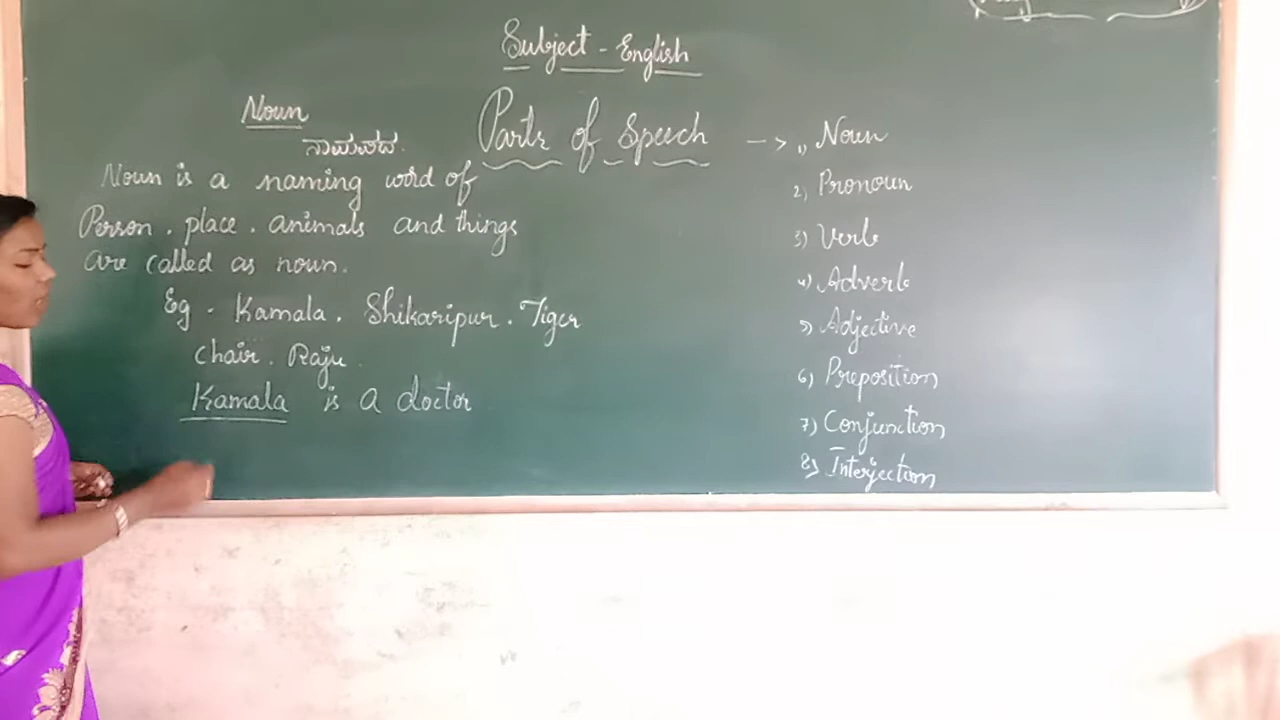 Subject - English
Parts of Speech
Noun
ನಾಮಪದ.
Noun is a naming word of
Person, place, animals and things
are called as noun.
Eg - Kamala, Shikaripur, Tiger
Chair, Raju.
Kamala is a doctor
-> 1) Noun
2) Pronoun
3) Verb
4) Adverb
5) Adjective
6) Preposition
7) Conjunction
8) Interjection